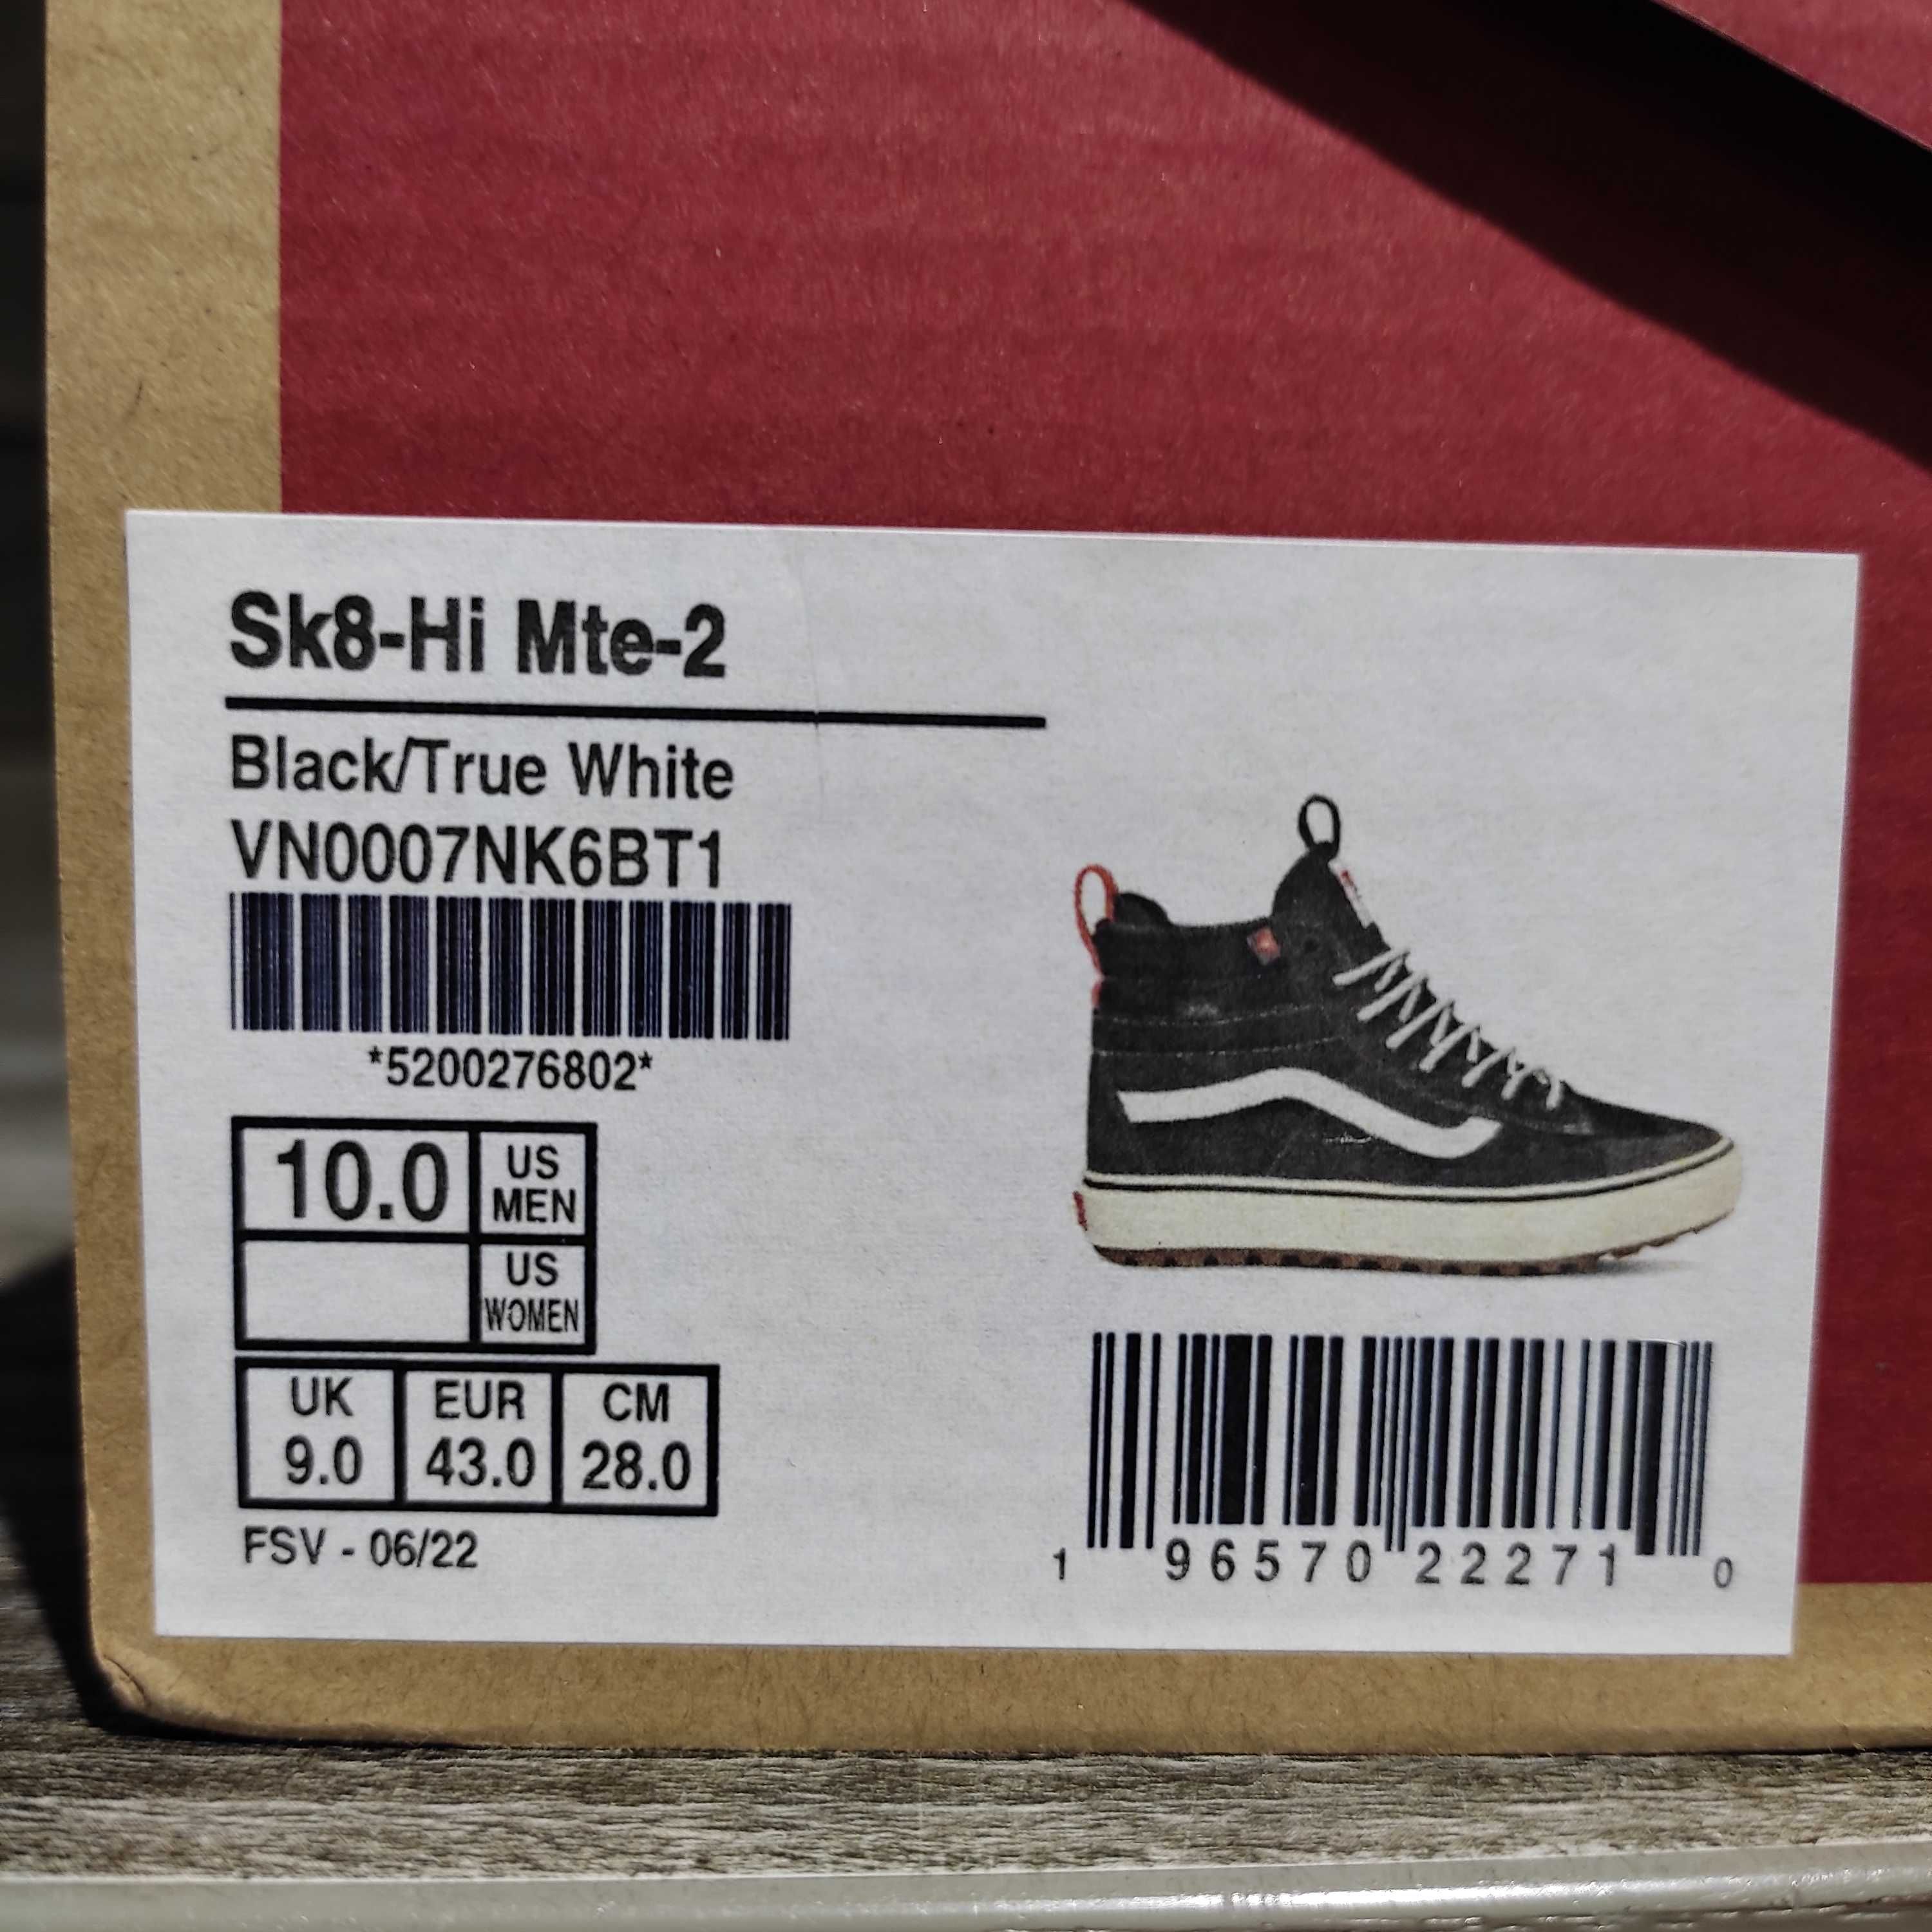 Sk8-Hi Mte-2
Black/True White
VN0007NK6BT1
*5200276802*
10.0 US MEN
US WOMEN
UK EUR CM
9.0 43.0 28.0
FSV - 06/22
1 96570 22271 0